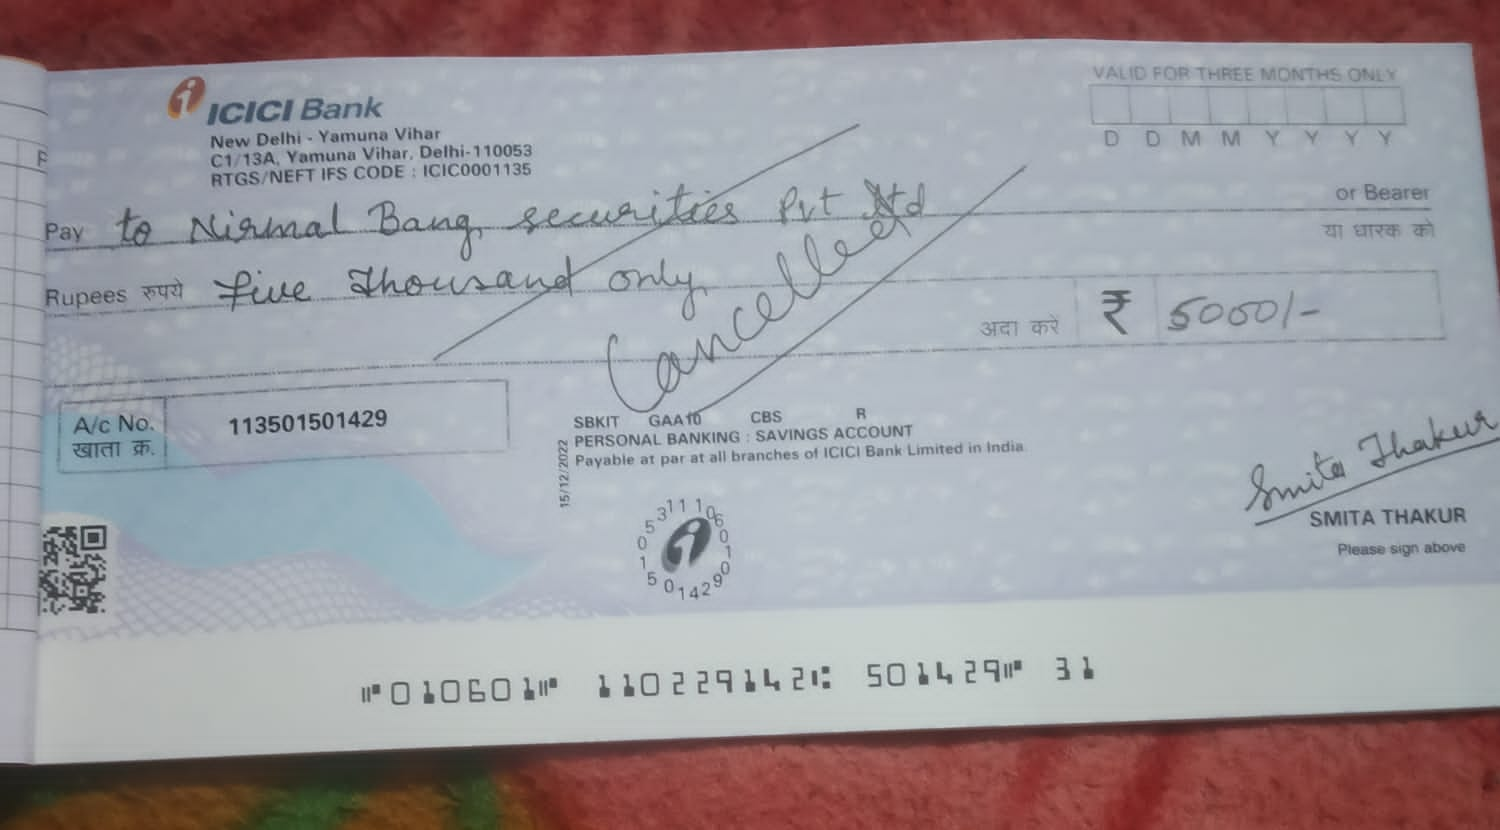 ICICI Bank
New Delhi - Yamuna Vihar
C1/13A, Yamuna Vihar, Delhi-110053
RTGS/NEFT IFS CODE : ICIC0001135
VALID FOR THREE MONTHS ONLY
D D M M Y Y Y Y
Pay to Nirmal Bang securities Pvt Ltd or Bearer
या धारक को
Rupees रुपये five thousand only
Cancelled
अदा करे ₹ 5000/-
A/c No. 113501501429
खाता क्र.
SBKIT GAA10 CBS R
PERSONAL BANKING : SAVINGS ACCOUNT
Payable at par at all branches of ICICI Bank Limited in India
15/12/2022
Smita Thakur
SMITA THAKUR
Please sign above
⑈010601⑈ 110229142⑆ 501429⑈ 31